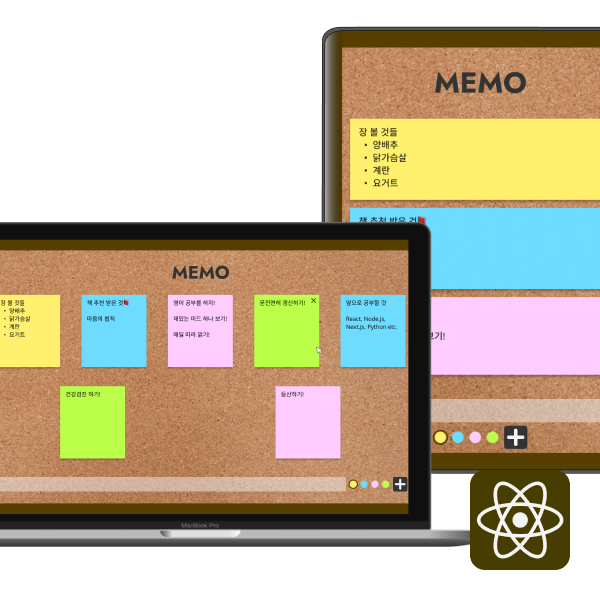 MEMO
장 볼 것들
• 양배추
• 닭가슴살
• 계란
• 요거트
책 추천 받은 것
보기!
MEMO
장 볼 것들
• 양배추
• 닭가슴살
• 계란
• 요거트
책 추천 받은 것
마음의 법칙
영어 공부를 하자!
재밌는 미드 하나 보기!
매일 따라 읽기!
운전면허 갱신하기!
앞으로 공부할 것
React, Node.js,
Next.js, Python etc.
건강검진 하기!
등산하기!
MacBook Pro